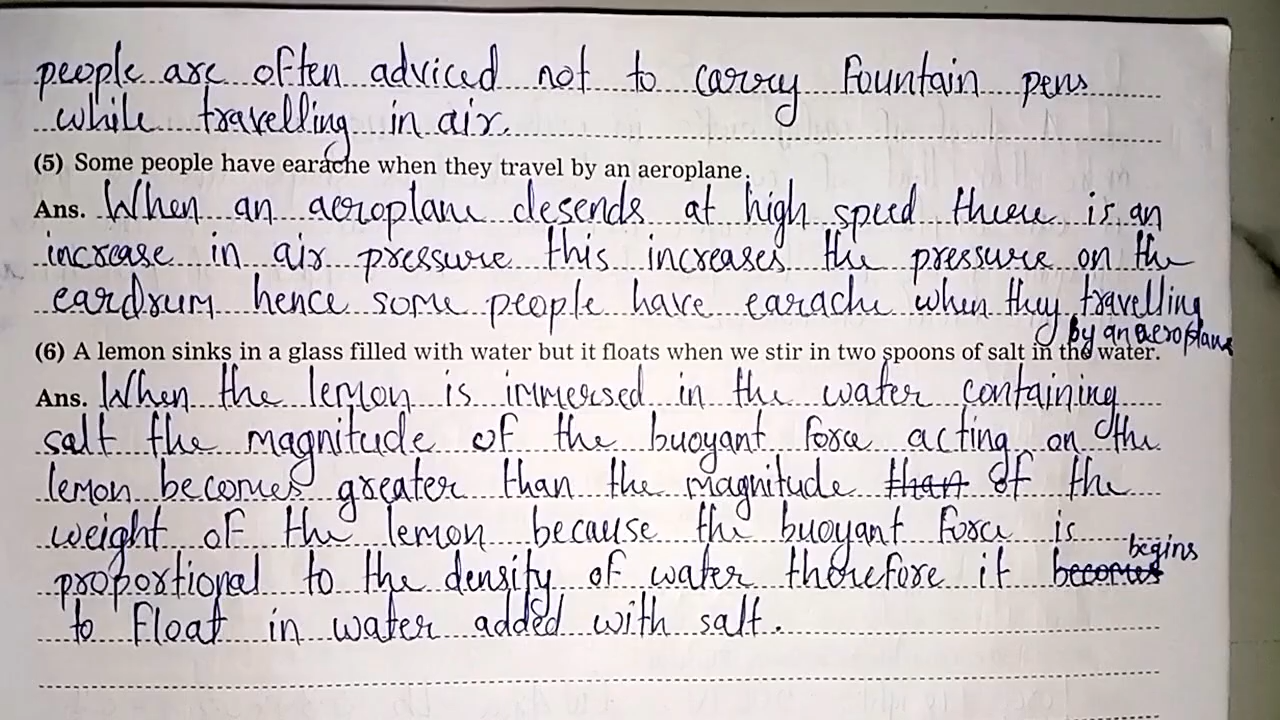 people are often adviced not to carry fountain pens
while travelling in air.
(5) Some people have earache when they travel by an aeroplane.
Ans. When an aeroplane desends at high speed there is an
increase in air pressure this increases the pressure on the
eardrum hence some people have earache when they travelling
by an aeroplane
(6) A lemon sinks in a glass filled with water but it floats when we stir in two spoons of salt in the water.
Ans. When the lemon is immersed in the water containing
salt the magnitude of the buoyant force acting on the
lemon becomes greater than the magnitude than of the
weight of the lemon because the buoyant force is
begins
proportional to the density of water therefore it becomes
to float in water added with salt.